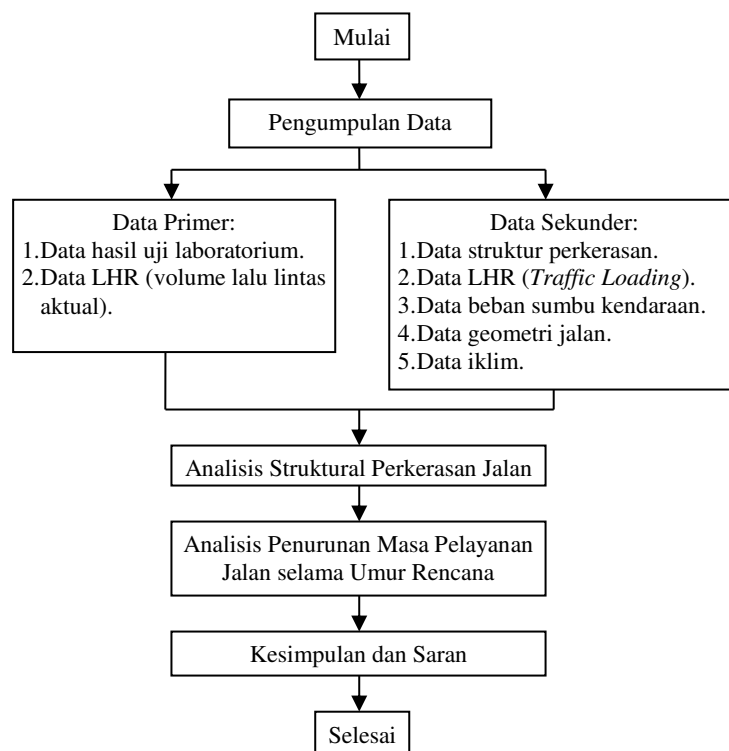 Mulai
Pengumpulan Data
Data Primer:
1.Data hasil uji laboratorium.
2.Data LHR (volume lalu lintas
aktual).
Data Sekunder:
1.Data struktur perkerasan.
2.Data LHR (Traffic Loading).
3.Data beban sumbu kendaraan.
4.Data geometri jalan.
5.Data iklim.
Analisis Struktural Perkerasan Jalan
Analisis Penurunan Masa Pelayanan
Jalan selama Umur Rencana
Kesimpulan dan Saran
Selesai